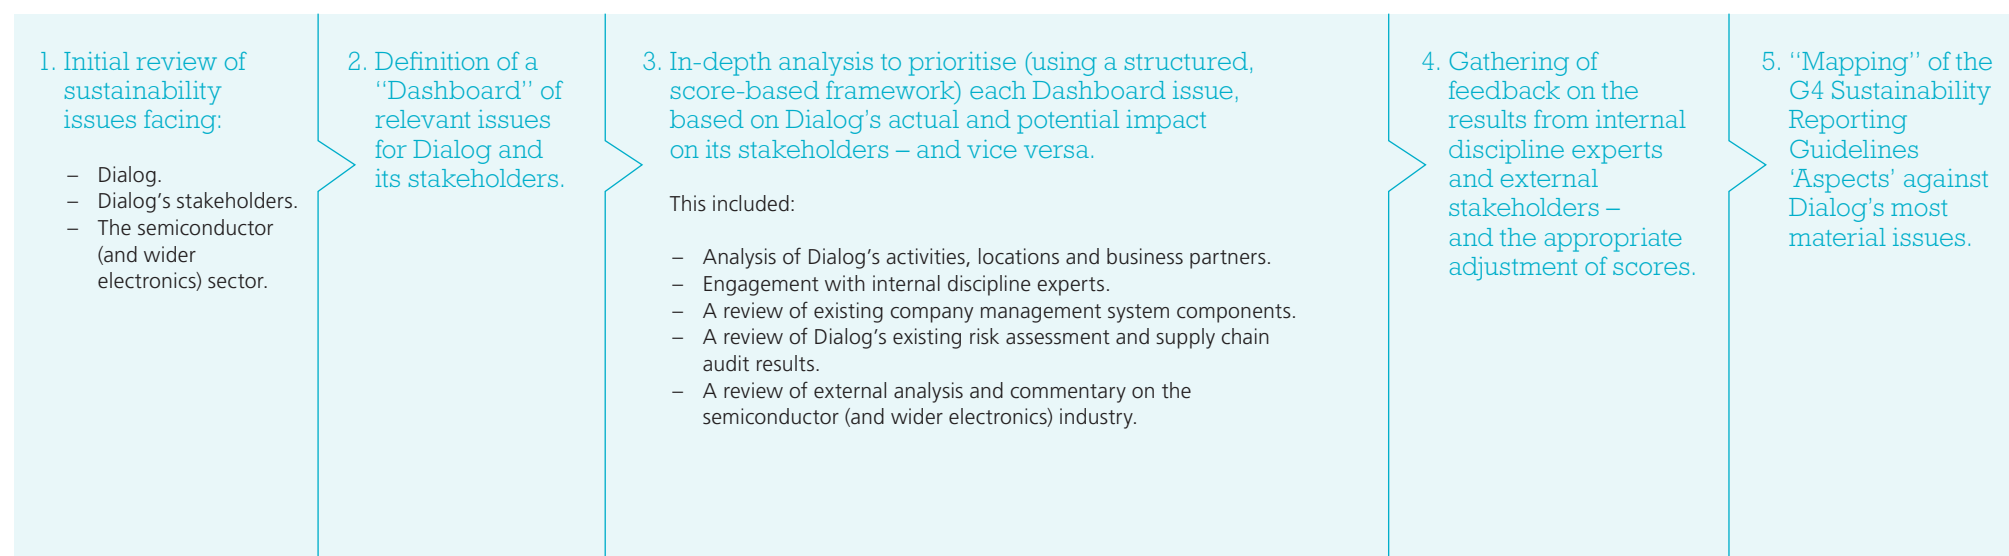 1. Initial review of
sustainability
issues facing:
– Dialog.
– Dialog’s stakeholders.
– The semiconductor
(and wider
electronics) sector.
2. Definition of a
“Dashboard” of
relevant issues
for Dialog and
its stakeholders.
3. In-depth analysis to prioritise (using a structured,
score-based framework) each Dashboard issue,
based on Dialog’s actual and potential impact
on its stakeholders – and vice versa.
This included:
– Analysis of Dialog’s activities, locations and business partners.
– Engagement with internal discipline experts.
– A review of existing company management system components.
– A review of Dialog’s existing risk assessment and supply chain
audit results.
– A review of external analysis and commentary on the
semiconductor (and wider electronics) industry.
4. Gathering of
feedback on the
results from internal
discipline experts
and external
stakeholders –
and the appropriate
adjustment of scores.
5. “Mapping” of the
G4 Sustainability
Reporting
Guidelines
‘Aspects’ against
Dialog’s most
material issues.